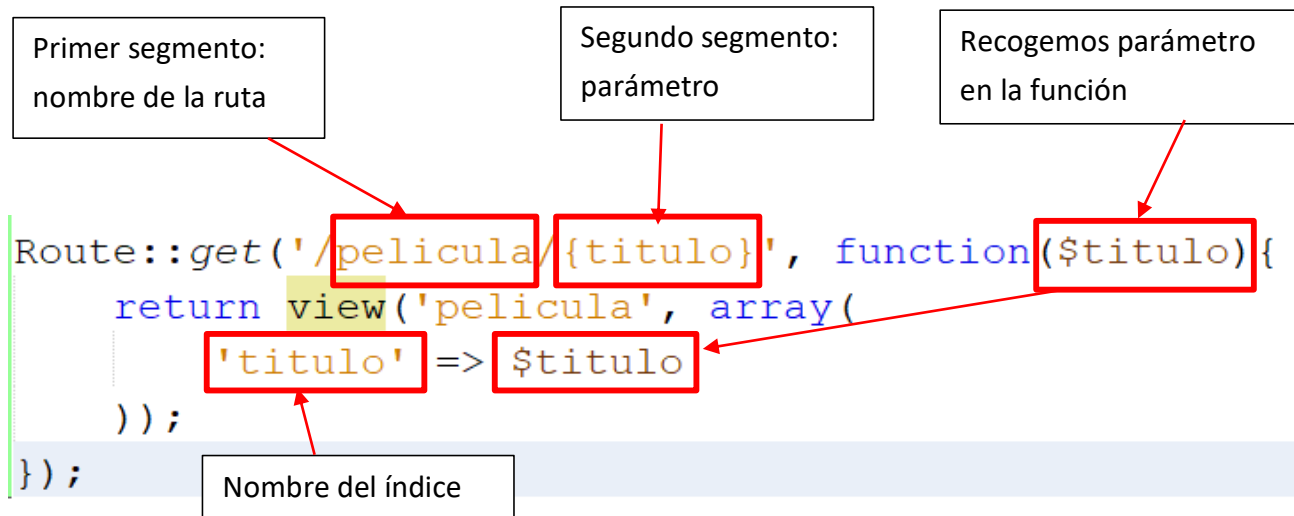 Primer segmento:
nombre de la ruta
Segundo segmento:
parámetro
Recogemos parámetro
en la función
Route::get('/pelicula/{titulo}', function($titulo){
    return view('pelicula', array(
        'titulo' => $titulo
    ));
});
Nombre del índice